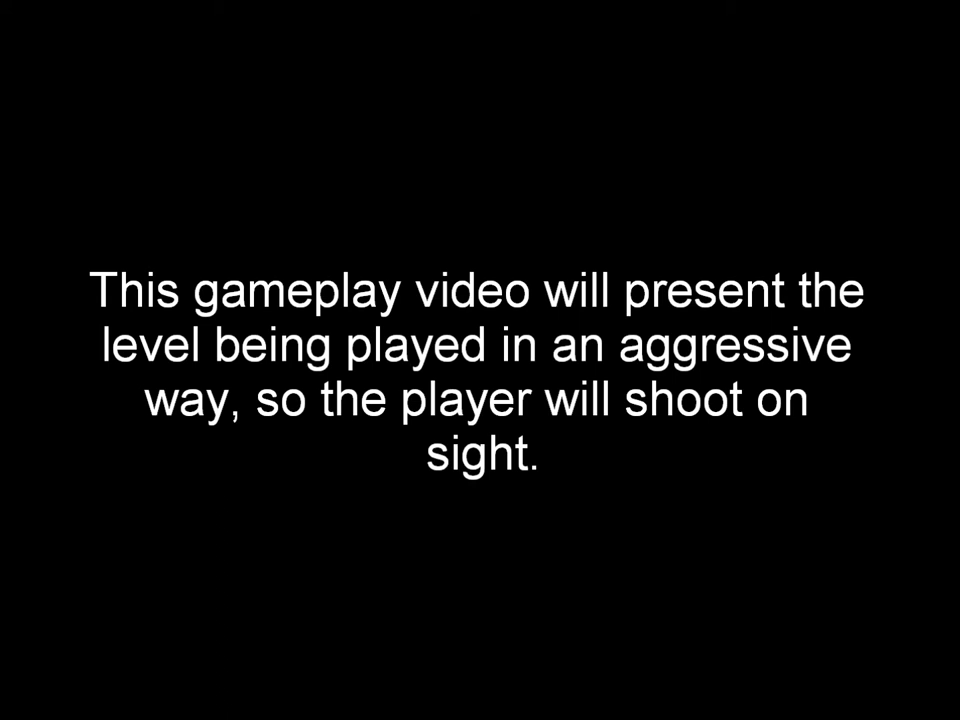 This gameplay video will present the
level being played in an aggressive
way, so the player will shoot on
sight.